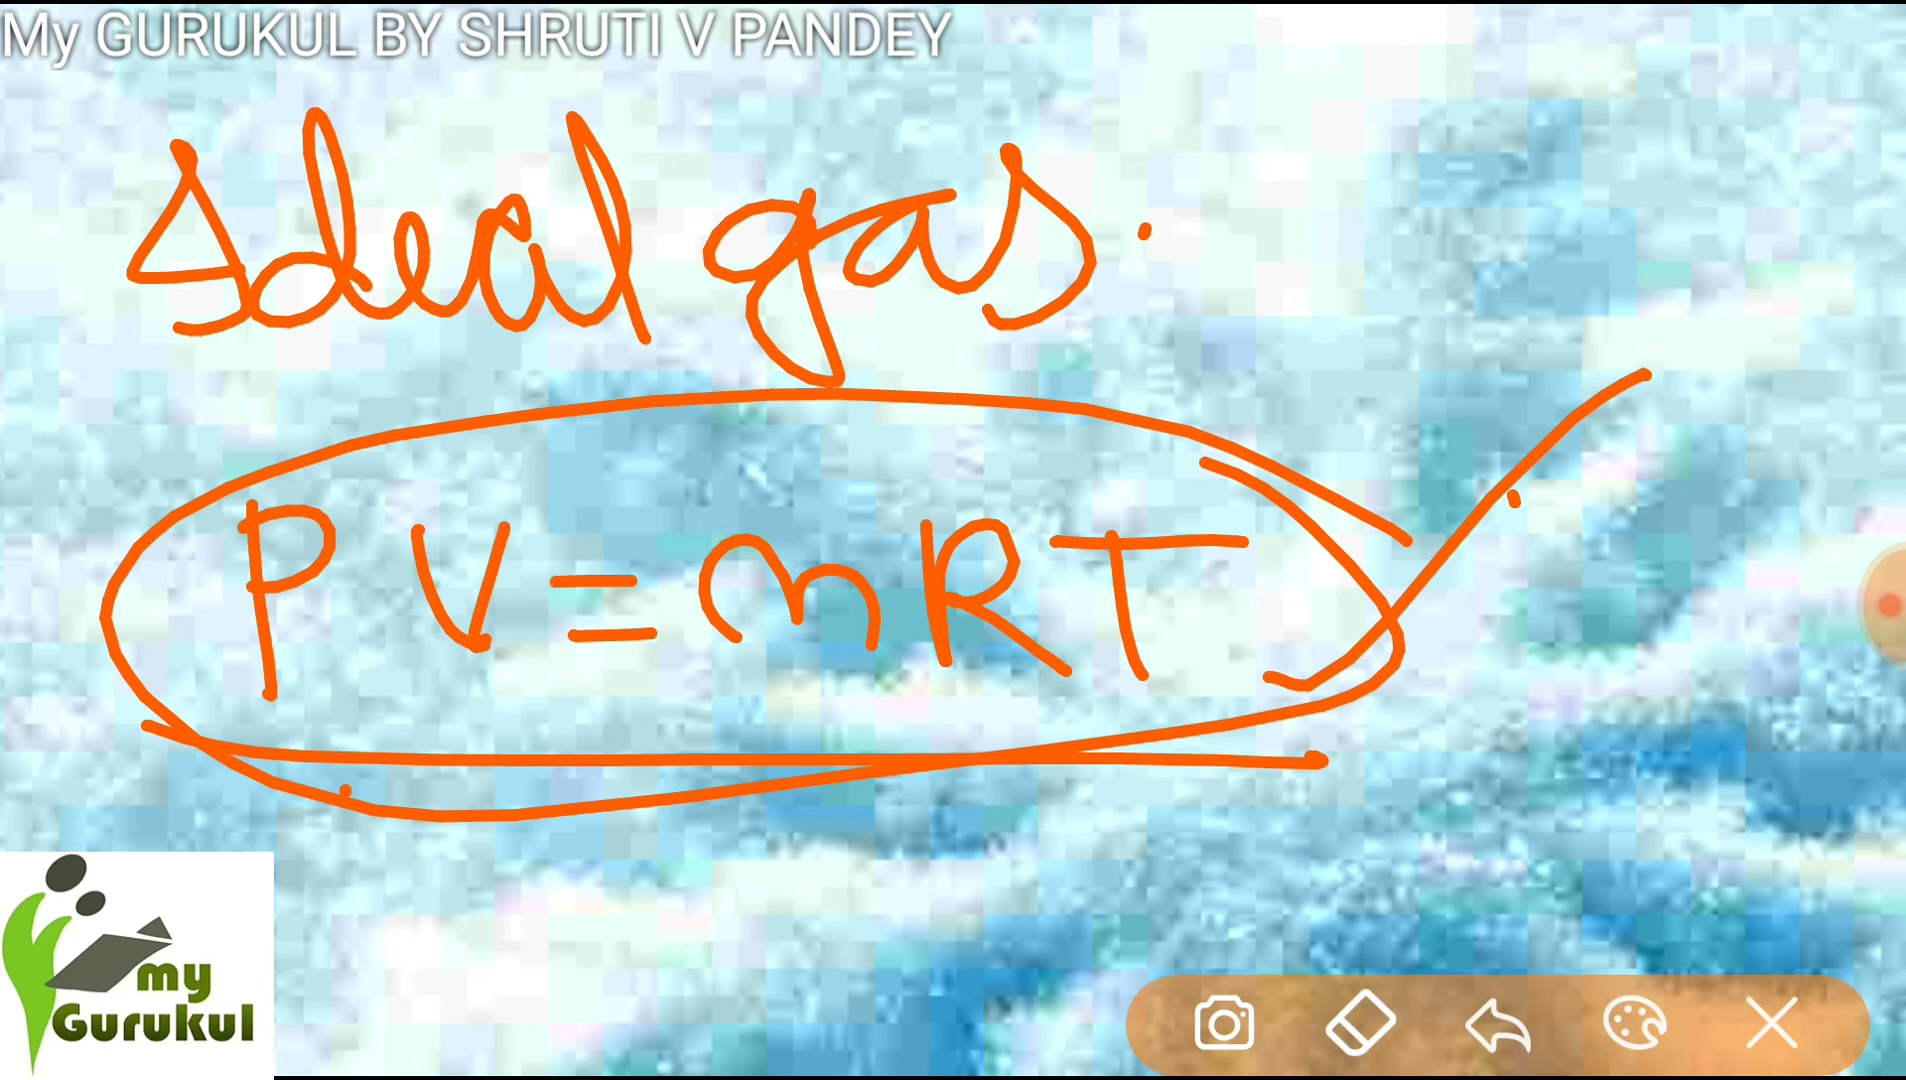 My GURUKUL BY SHRUTI V PANDEY
Ideal gas.
PV = nRT
my
Gurukul